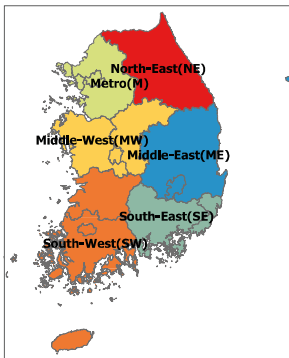 North-East(NE)
Metro(M)
Middle-West(MW)
Middle-East(ME)
South-East(SE)
South-West(SW)